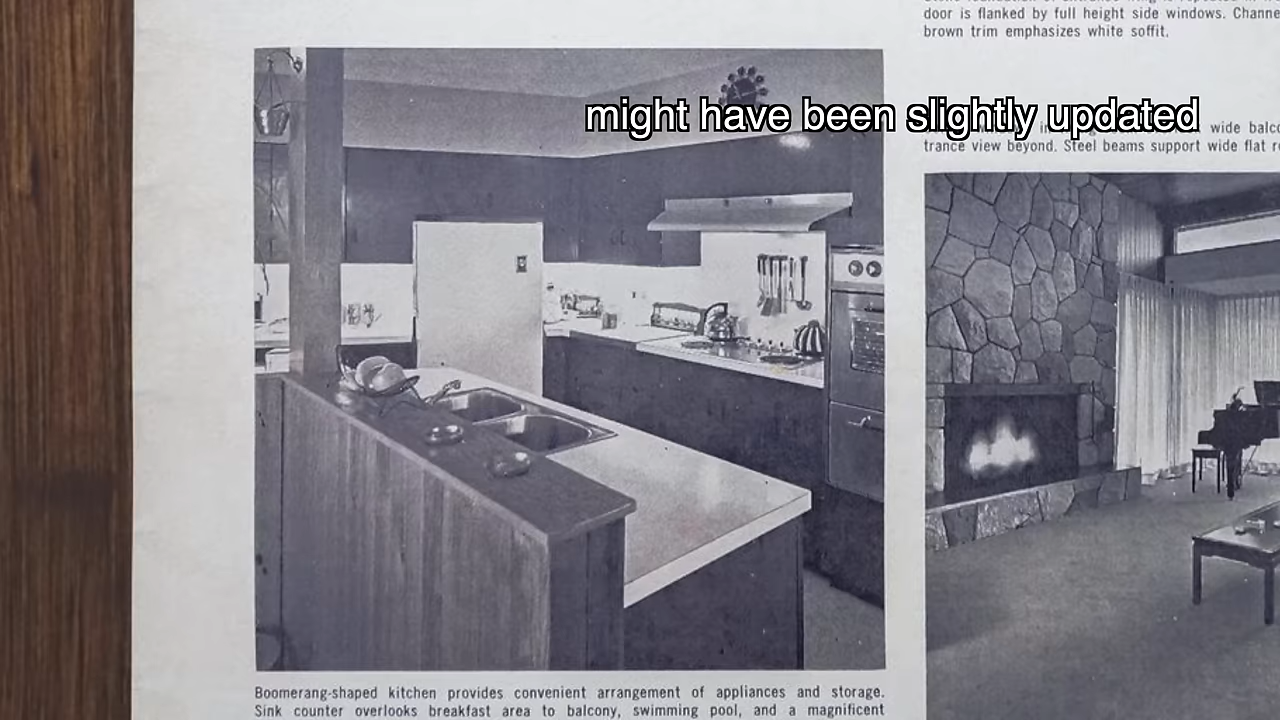 door is flanked by full height side windows. Channe
brown trim emphasizes white soffit.
might have been slightly updated
wide balco
trance view beyond. Steel beams support wide flat r
Boomerang-shaped kitchen provides convenient arrangement of appliances and storage.
Sink counter overlooks breakfast area to balcony, swimming pool, and a magnificent